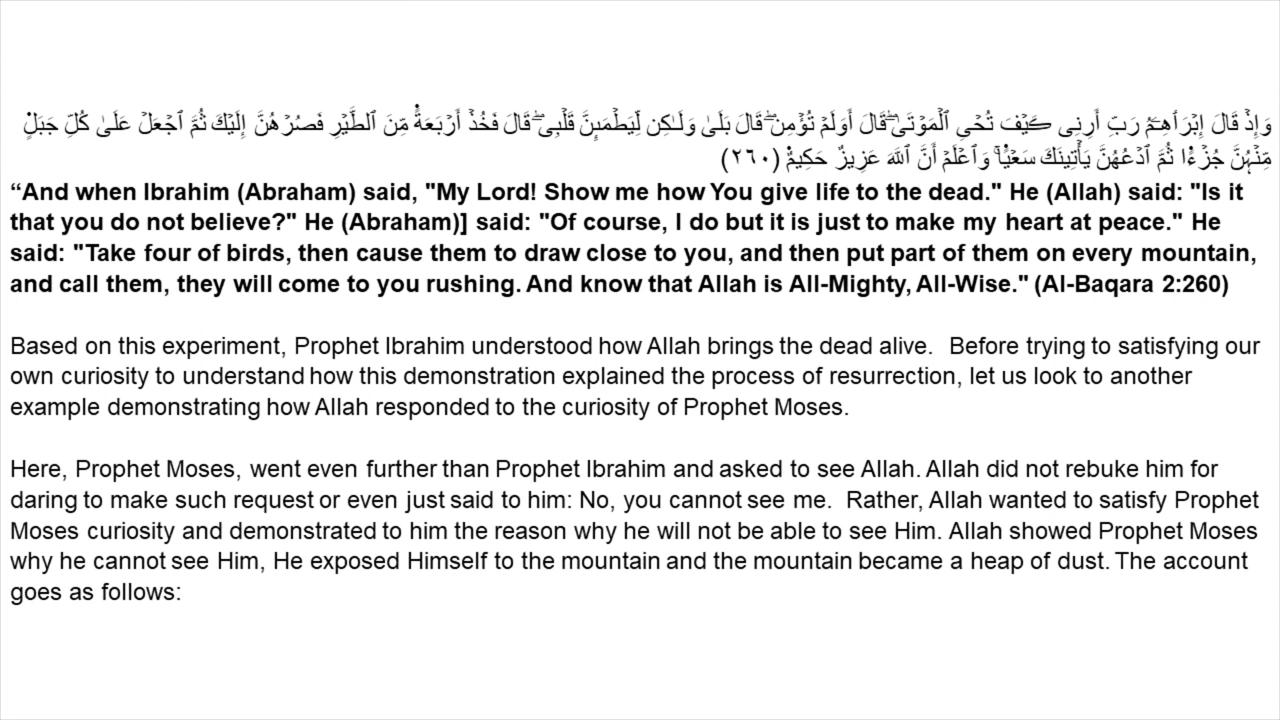 وَإِذۡ قَالَ إِبۡرَٲهِـۧمُ رَبِّ أَرِنِى ڪَيۡفَ تُحۡىِ ٱلۡمَوۡتَىٰ‌ۖ قَالَ أَوَلَمۡ تُؤۡمِن‌ۖ قَالَ بَلَىٰ وَلَـٰكِن لِّيَطۡمَٮِٕنَّ قَلۡبِى‌ۖ قَالَ فَخُذۡ أَرۡبَعَةً۬ مِّنَ ٱلطَّيۡرِ فَصُرۡهُنَّ إِلَيۡكَ ثُمَّ ٱجۡعَلۡ عَلَىٰ كُلِّ جَبَلٍ۬
مِّنۡہُنَّ جُزۡءً۬ا ثُمَّ ٱدۡعُهُنَّ يَأۡتِينَكَ سَعۡيً۬ا‌ۚ وَٱعۡلَمۡ أَنَّ ٱللَّهَ عَزِيزٌ حَكِيمٌ۬ (٢٦٠)
“And when Ibrahim (Abraham) said, "My Lord! Show me how You give life to the dead." He (Allah) said: "Is it
that you do not believe?" He (Abraham)] said: "Of course, I do but it is just to make my heart at peace." He
said: "Take four of birds, then cause them to draw close to you, and then put part of them on every mountain,
and call them, they will come to you rushing. And know that Allah is All-Mighty, All-Wise." (Al-Baqara 2:260)
Based on this experiment, Prophet Ibrahim understood how Allah brings the dead alive. Before trying to satisfying our
own curiosity to understand how this demonstration explained the process of resurrection, let us look to another
example demonstrating how Allah responded to the curiosity of Prophet Moses.
Here, Prophet Moses, went even further than Prophet Ibrahim and asked to see Allah. Allah did not rebuke him for
daring to make such request or even just said to him: No, you cannot see me. Rather, Allah wanted to satisfy Prophet
Moses curiosity and demonstrated to him the reason why he will not be able to see Him. Allah showed Prophet Moses
why he cannot see Him, He exposed Himself to the mountain and the mountain became a heap of dust. The account
goes as follows: